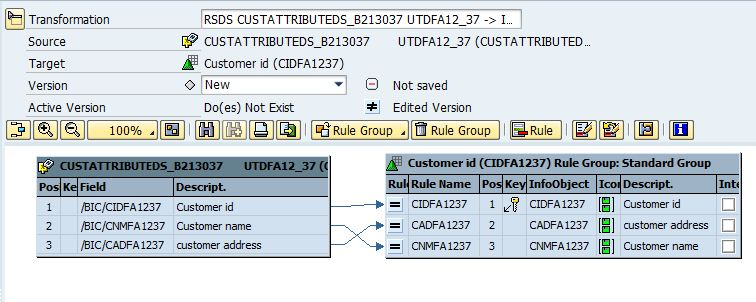 Transformation RSDS CUSTATTRIBUTEDS_B213037 UTDFA12_37 -> I...
Source CUSTATTRIBUTEDS_B213037 UTDFA12_37 (CUSTATTRIBUTED...
Target Customer id (CIDFA1237)
Version New Not saved
Active Version Do(es) Not Exist Edited Version
100% Rule Group Rule Group Rule
CUSTATTRIBUTEDS_B213037 UTDFA12_37 (C
Pos Ke Field Descript.
1 /BIC/CIDFA1237 Customer id
2 /BIC/CNMFA1237 Customer name
3 /BIC/CADFA1237 customer address
Customer id (CIDFA1237) Rule Group: Standard Group
Rule Rule Name Pos Key InfoObject Icon Descript. Inte
CIDFA1237 1 CIDFA1237 Customer id
CADFA1237 2 CADFA1237 customer address
CNMFA1237 3 CNMFA1237 Customer name